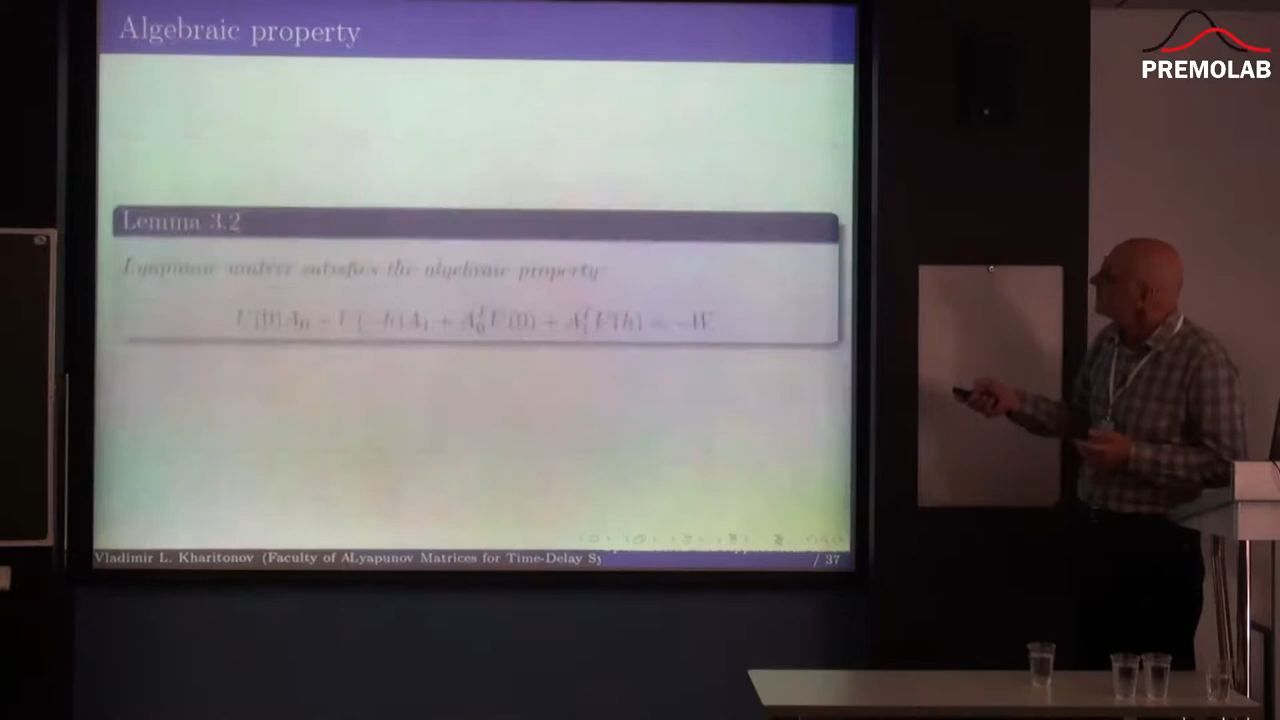 Algebraic property
PREMOLAB
Lemma 3.2
Lyapunov matrix satisfies the algebraic property
U(0)A₀ + U(−h)A₁ + A₀ᵀU(0) + A₁ᵀU(h) = −W.
Vladimir L. Kharitonov (Faculty of ALyapunov Matrices for Time-Delay Sy
/ 37